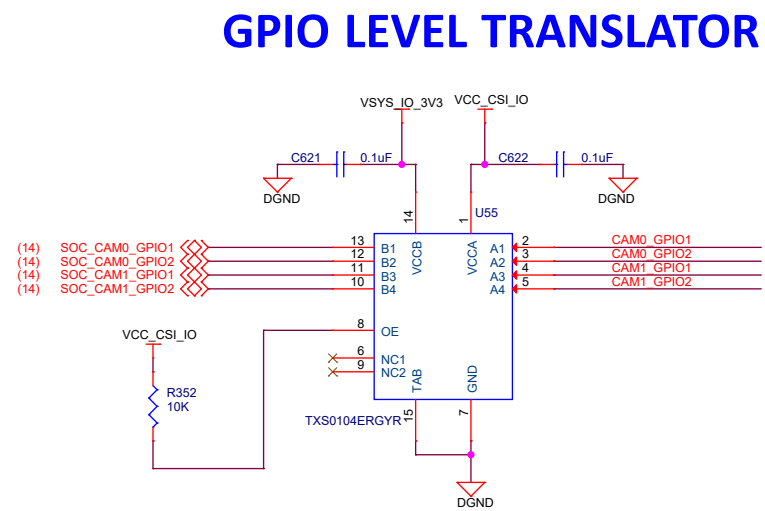 GPIO LEVEL TRANSLATOR
VSYS_IO_3V3 VCC_CSI_IO
C621 0.1uF C622 0.1uF
DGND DGND
14 1 U55
VCCB VCCA
(14) SOC_CAM0_GPIO1 13 B1 A1 2 CAM0_GPIO1
(14) SOC_CAM0_GPIO2 12 B2 A2 3 CAM0_GPIO2
(14) SOC_CAM1_GPIO1 11 B3 A3 4 CAM1_GPIO1
(14) SOC_CAM1_GPIO2 10 B4 A4 5 CAM1_GPIO2
VCC_CSI_IO 8 OE
6 NC1
9 NC2
TAB GND
R352
10K
TXS0104ERGYR 15 7
DGND